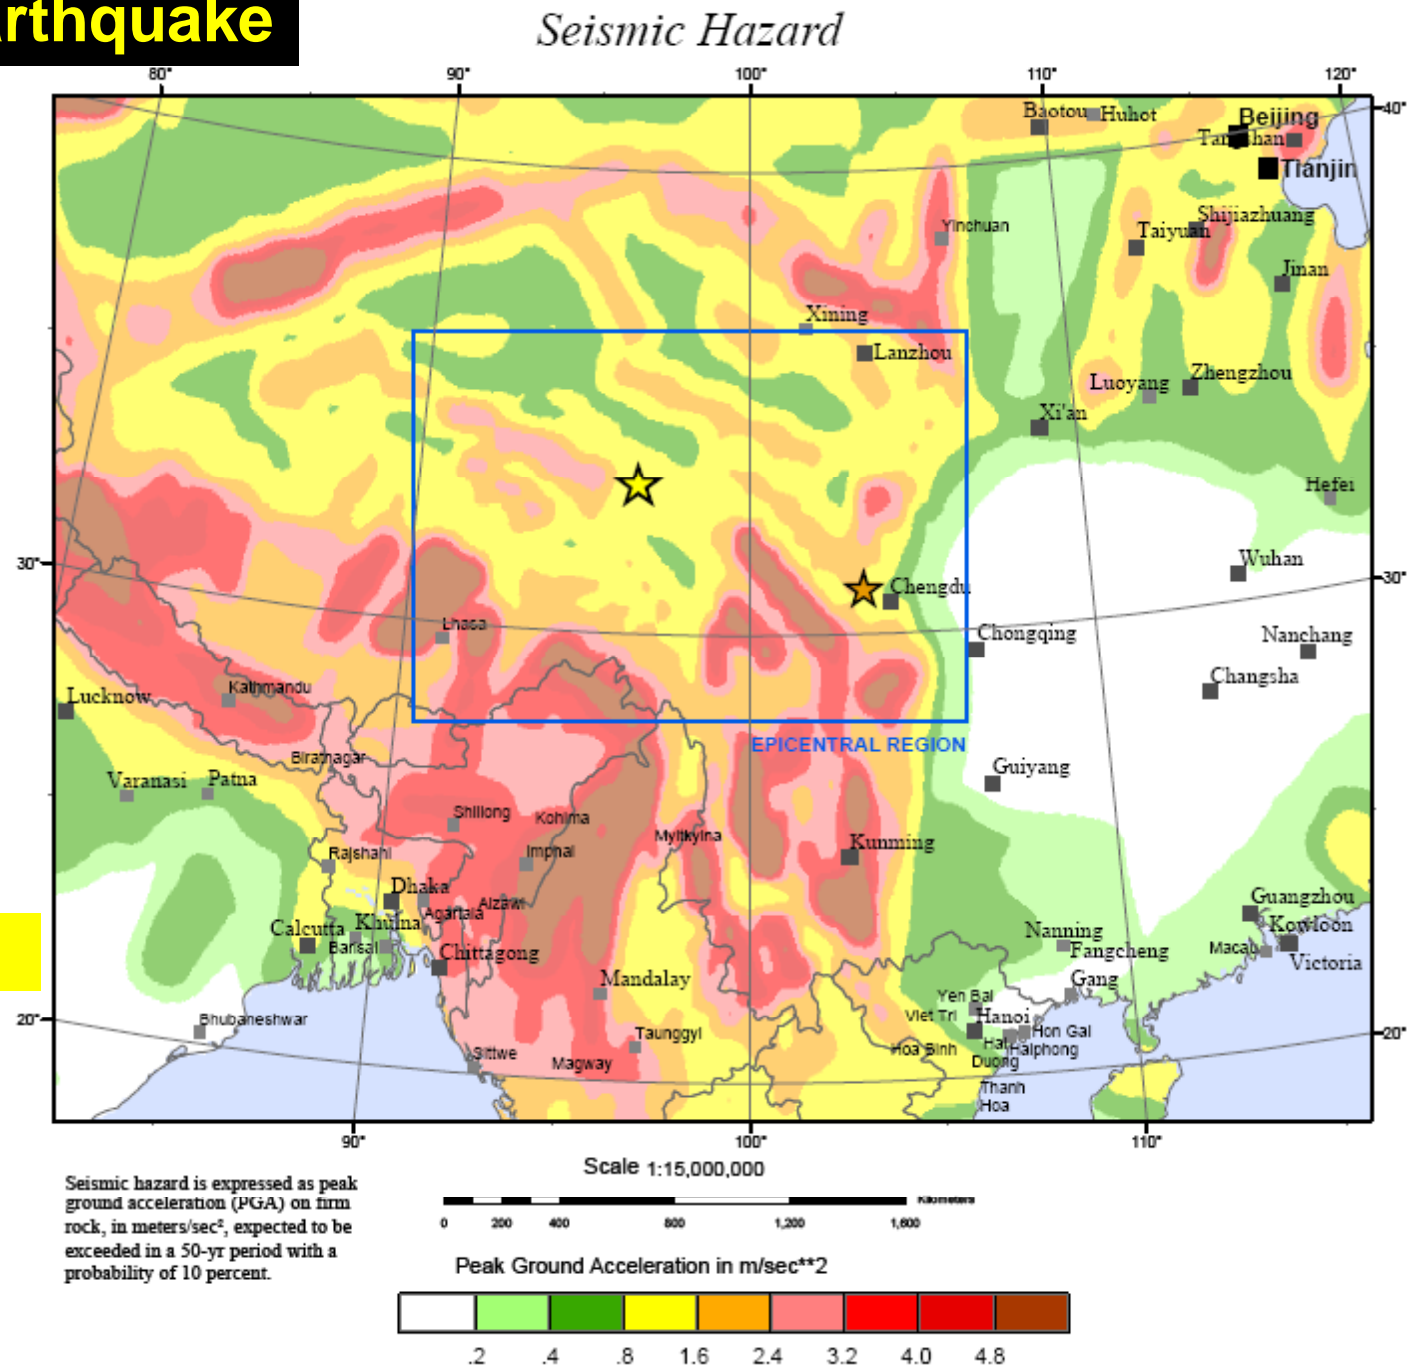 rthquake
Seismic Hazard
80° 90° 100° 110° 120°
40°
Baotou Huhot
Beijing
Tianjin
Yinchuan
Shijiazhuang
Taiyuan
Jinan
Xining
Lanzhou
Luoyang Zhengzhou
Xi'an
Hefei
30° 30°
Wuhan
Chengdu
Lhasa
Chongqing
Nanchang
Changsha
Kathmandu
Lucknow
EPICENTRAL REGION
Biratnagar
Guiyang
Varanasi Patna
Shillong
Kohima
Myitkyina
Kunming
Imphal
Rajshahi
Dhaka
Aizawl
Agartala
Guangzhou
Calcutta Khulna
Barisal
Kowloon
Nanning
Chittagong
Fangcheng
Macau
Victoria
Mandalay
Gang
Yen Bai
Viet Tri Hanoi
20° 20°
Bhubaneshwar
Taunggyi
Hon Gai
Hoa Binh
Hai
Haiphong
Sittwe
Magway
Duong
Thanh
Hoa
90° 100° 110°
Scale 1:15,000,000
Kilometers
0 200 400 800 1,200 1,600
Seismic hazard is expressed as peak
ground acceleration (PGA) on firm
rock, in meters/sec², expected to be
exceeded in a 50-yr period with a
probability of 10 percent.
Peak Ground Acceleration in m/sec**2
.2 .4 .8 1.6 2.4 3.2 4.0 4.8